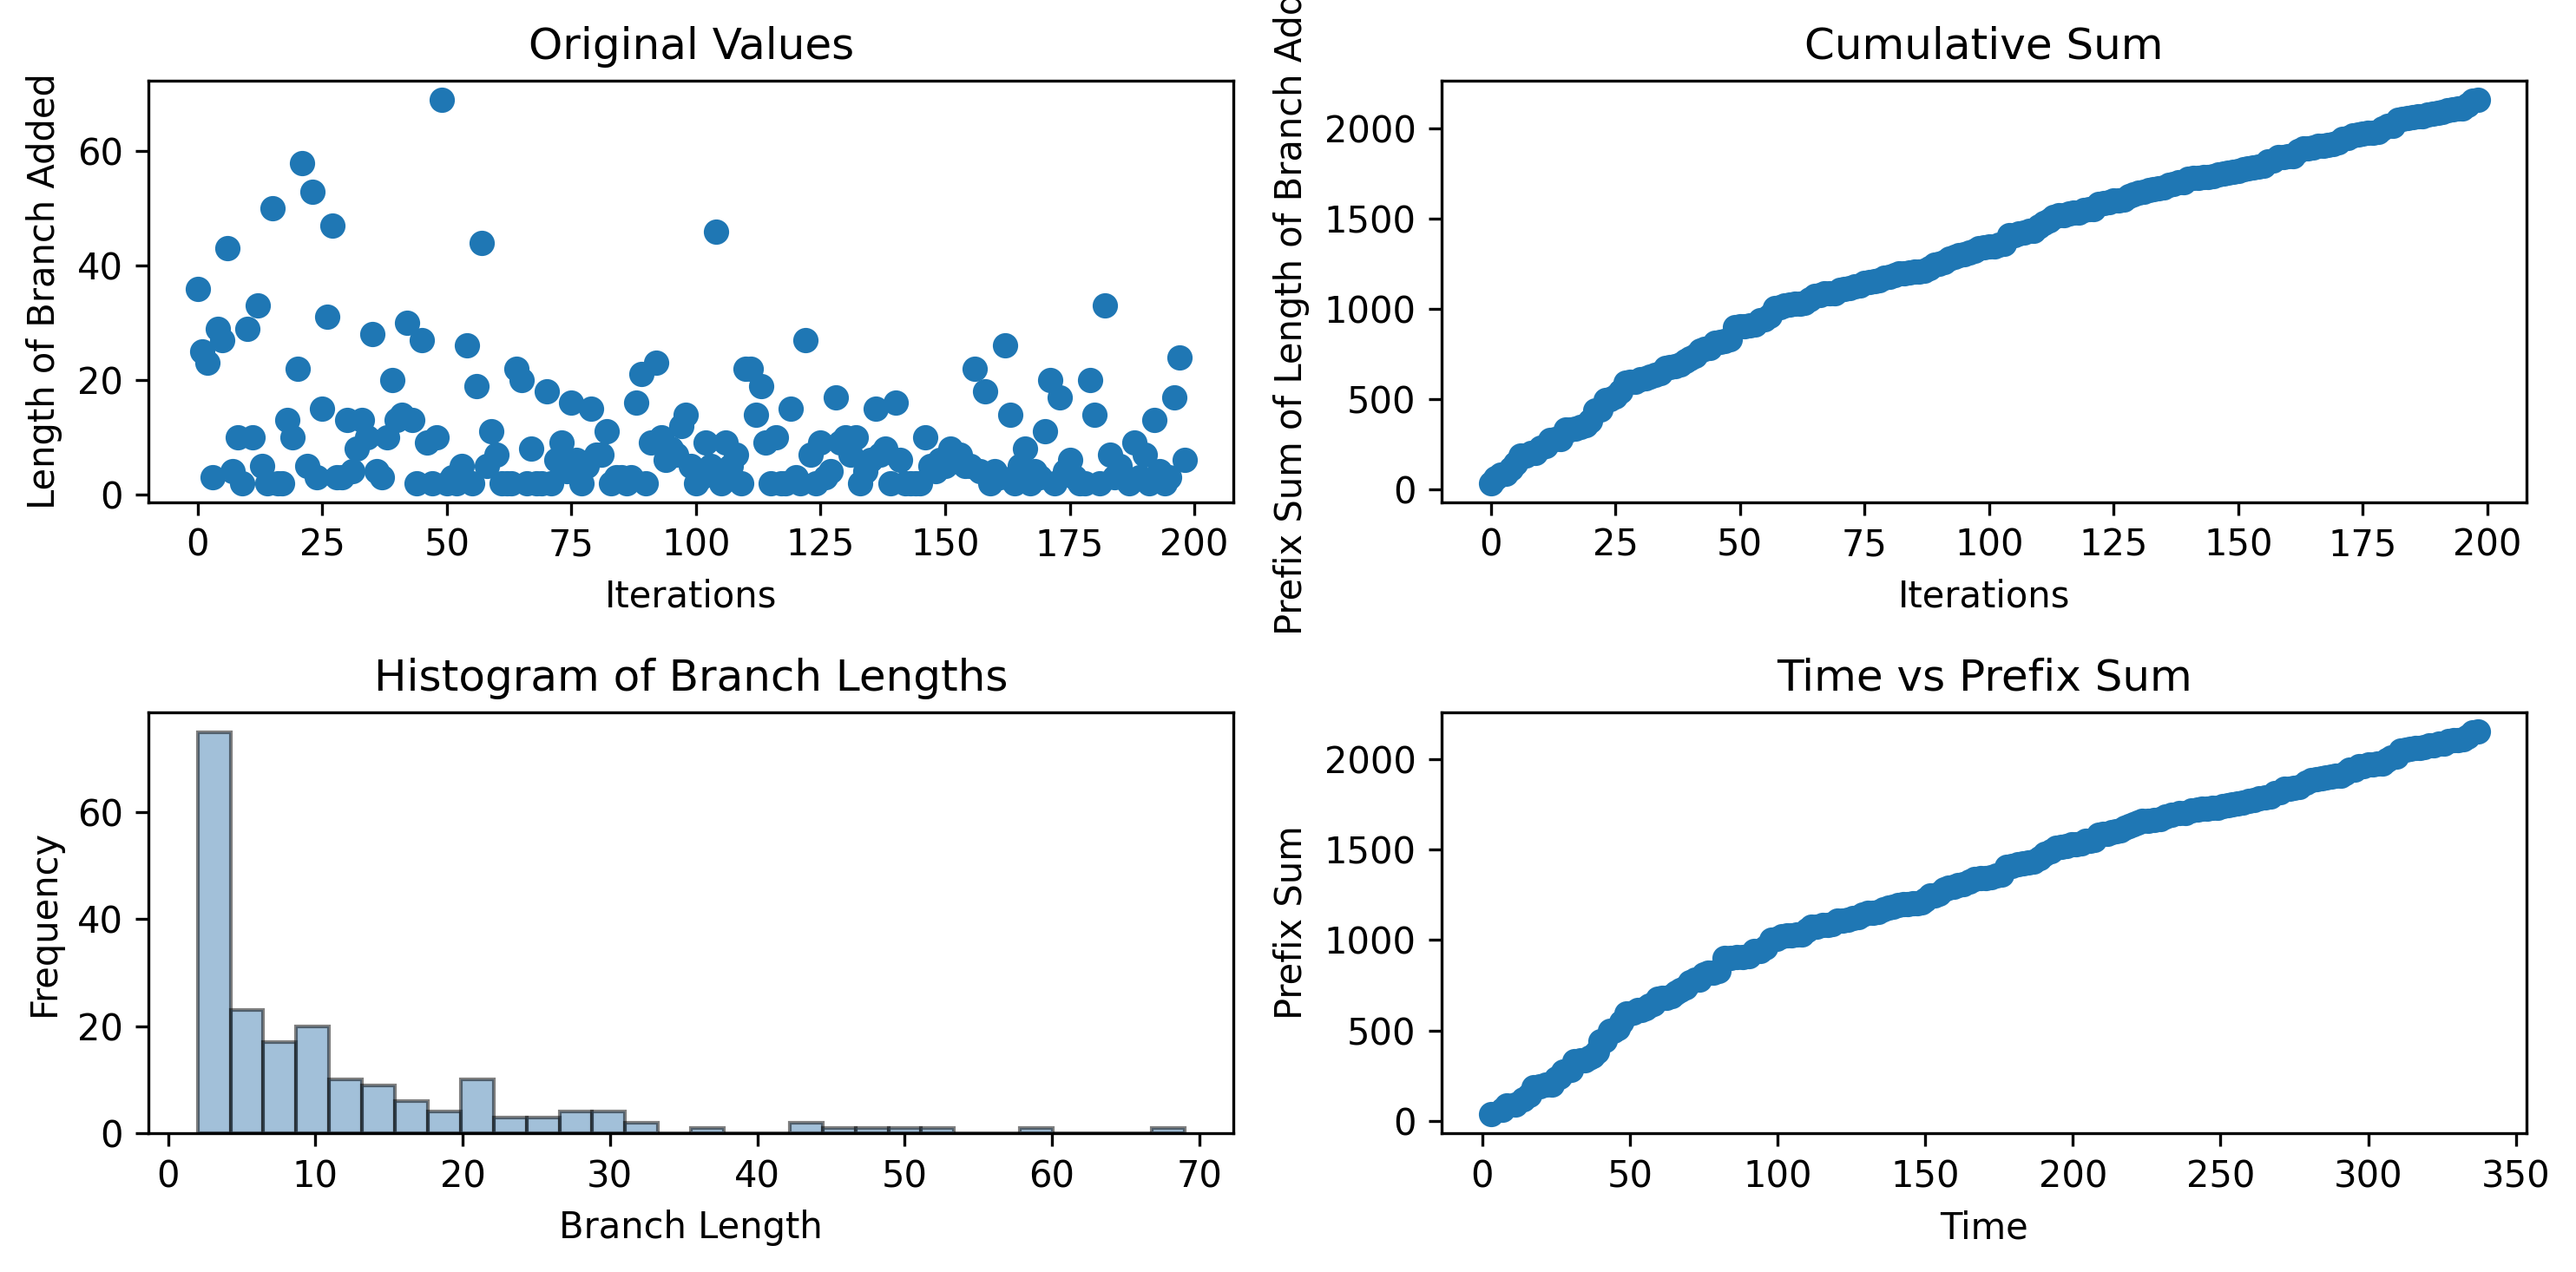 Original Values
Length of Branch Added
60
40
20
0
0 25 50 75 100 125 150 175 200
Iterations
Cumulative Sum
Prefix Sum of Length of Branch
2000
1500
1000
500
0
0 25 50 75 100 125 150 175 200
Iterations
Histogram of Branch Lengths
Frequency
60
40
20
0
0 10 20 30 40 50 60 70
Branch Length
Time vs Prefix Sum
Prefix Sum
2000
1500
1000
500
0
0 50 100 150 200 250 300 350
Time